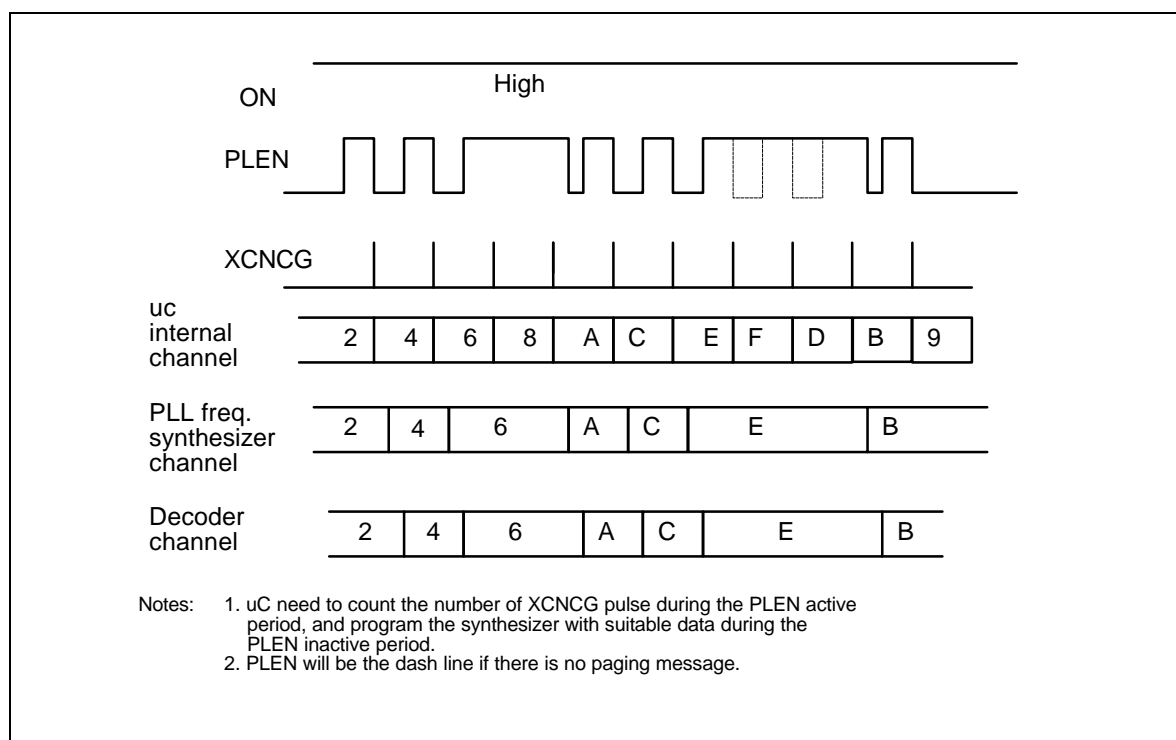 High
ON
PLEN
XCNCG
uc
internal
channel
2 4 6 8 A C E F D B 9
PLL freq.
synthesizer
channel
2 4 6 A C E B
Decoder
channel
2 4 6 A C E B
Notes: 1. uC need to count the number of XCNCG pulse during the PLEN active
period, and program the synthesizer with suitable data during the
PLEN inactive period.
2. PLEN will be the dash line if there is no paging message.